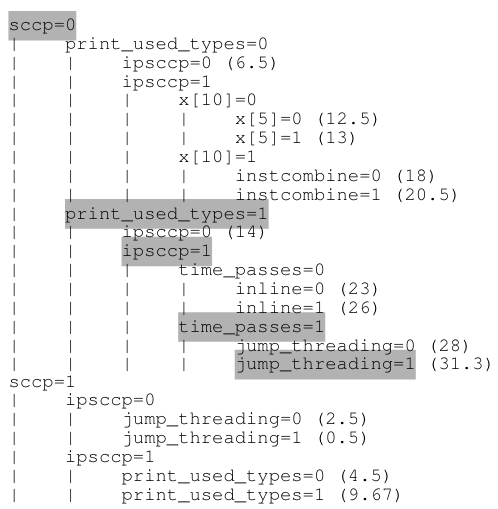 sccp=0
| print_used_types=0
| | ipsccp=0 (6.5)
| | ipsccp=1
| | | x[10]=0
| | | | x[5]=0 (12.5)
| | | | x[5]=1 (13)
| | | x[10]=1
| | | | instcombine=0 (18)
| | | | instcombine=1 (20.5)
| print_used_types=1
| | ipsccp=0 (14)
| | ipsccp=1
| | | time_passes=0
| | | | inline=0 (23)
| | | | inline=1 (26)
| | | time_passes=1
| | | | jump_threading=0 (28)
| | | | jump_threading=1 (31.3)
sccp=1
| ipsccp=0
| | jump_threading=0 (2.5)
| | jump_threading=1 (0.5)
| ipsccp=1
| | print_used_types=0 (4.5)
| | print_used_types=1 (9.67)